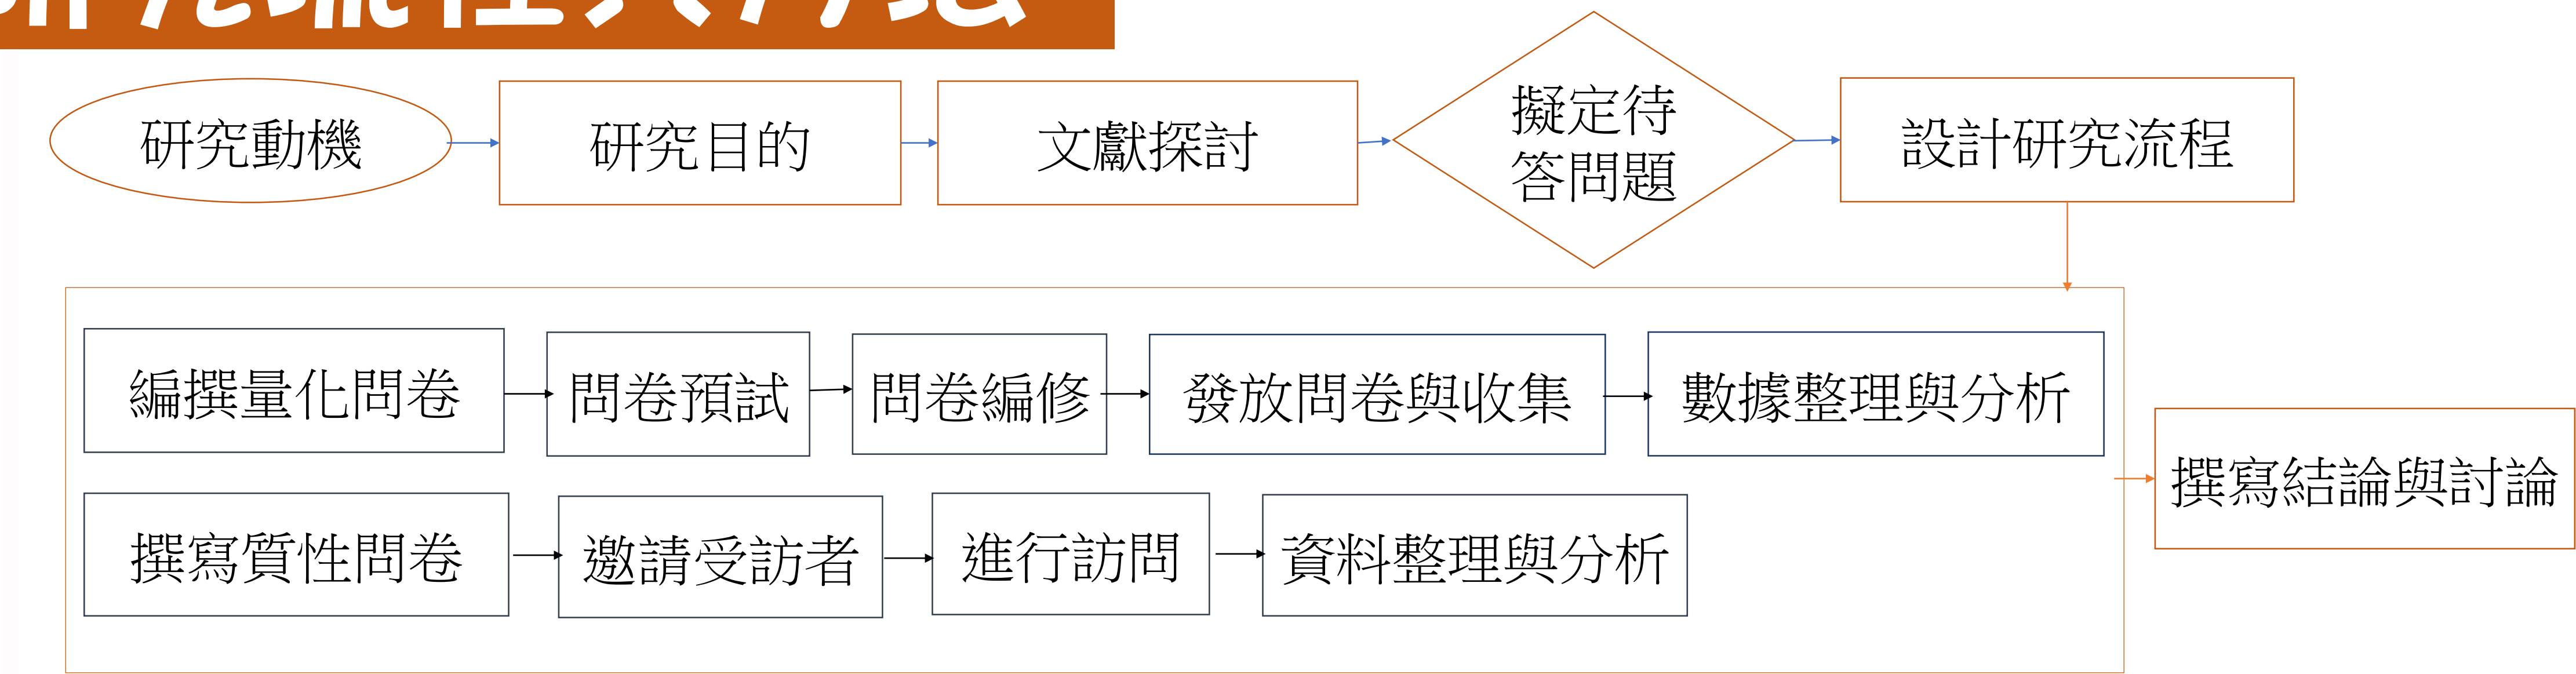 研究動機
研究目的
文獻探討
擬定待
答問題
設計研究流程
編撰量化問卷
問卷預試
問卷編修
發放問卷與收集
數據整理與分析
撰寫質性問卷
邀請受訪者
進行訪問
資料整理與分析
撰寫結論與討論